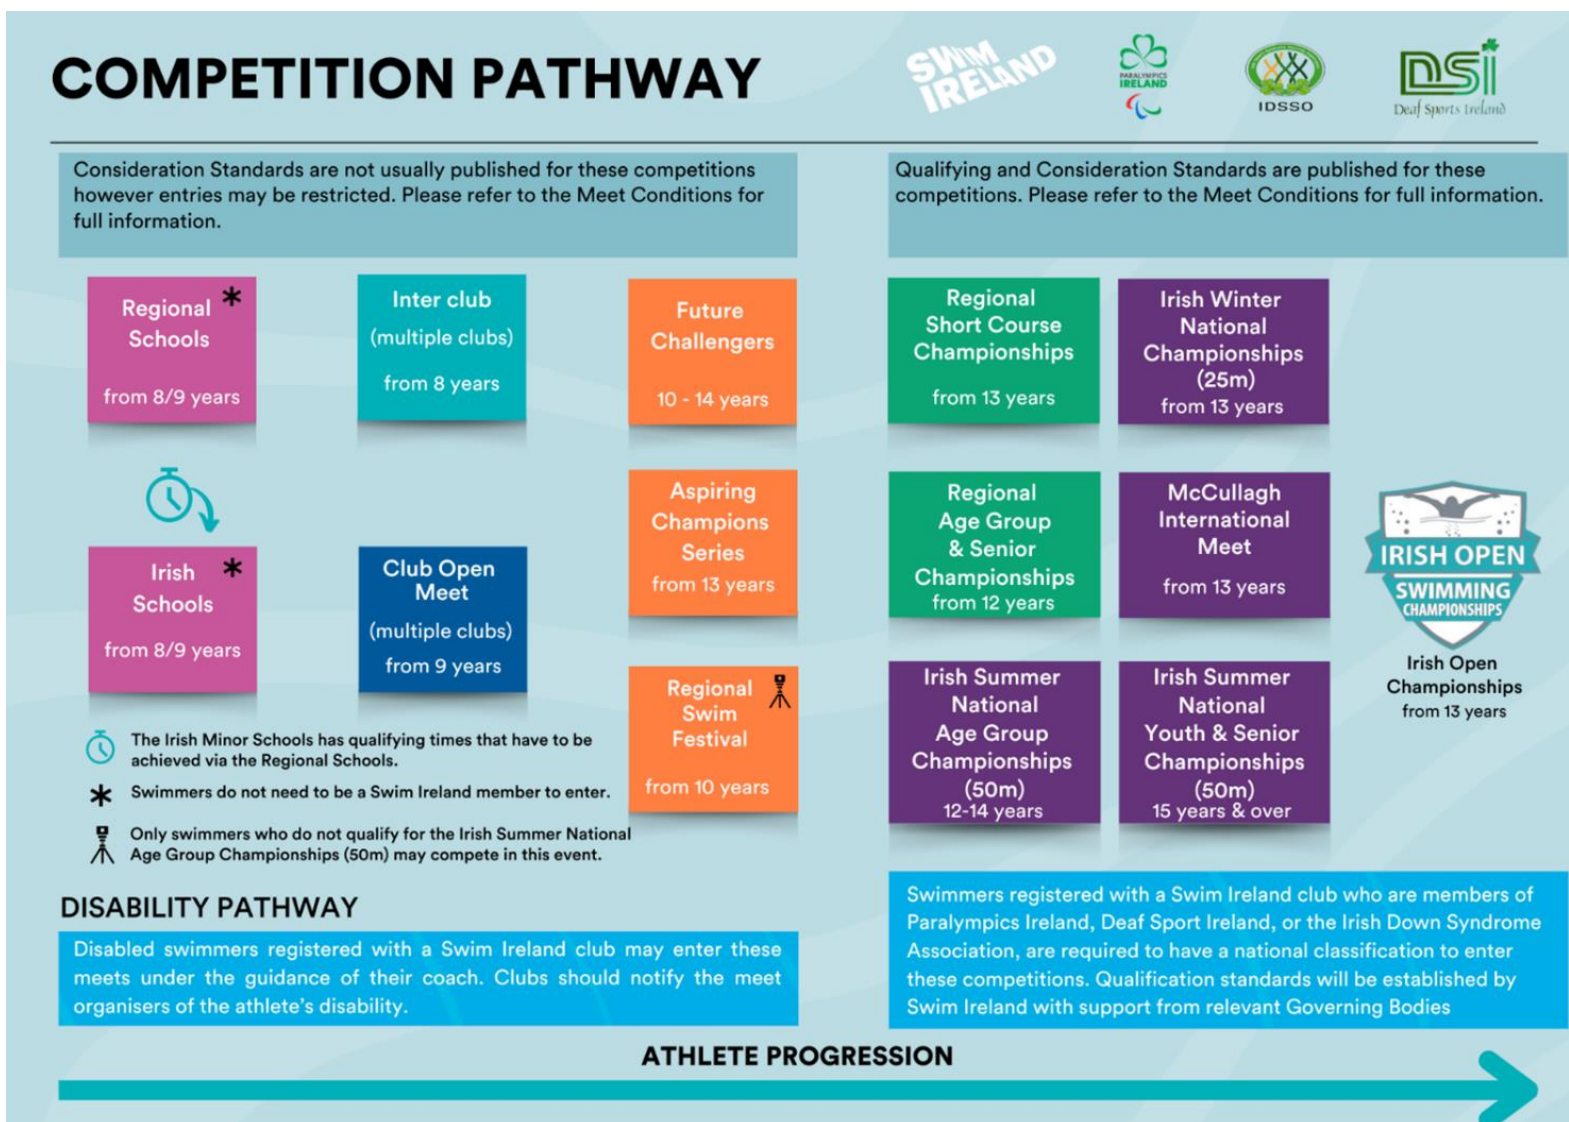 COMPETITION PATHWAY
SWIM
IRELAND
PARALYMPICS
IRELAND
IDSSO
DSi
Deaf Sports Ireland
Consideration Standards are not usually published for these competitions
however entries may be restricted. Please refer to the Meet Conditions for
full information.
Qualifying and Consideration Standards are published for these
competitions. Please refer to the Meet Conditions for full information.
Regional *
Schools
from 8/9 years
Inter club
(multiple clubs)
from 8 years
Future
Challengers
10 - 14 years
Regional
Short Course
Championships
from 13 years
Irish Winter
National
Championships
(25m)
from 13 years
Irish *
Schools
from 8/9 years
Club Open
Meet
(multiple clubs)
from 9 years
Aspiring
Champions
Series
from 13 years
Regional
Age Group
& Senior
Championships
from 12 years
McCullagh
International
Meet
from 13 years
IRISH OPEN
SWIMMING
CHAMPIONSHIPS
Irish Open
Championships
from 13 years
Regional
Swim
Festival
from 10 years
Irish Summer
National
Age Group
Championships
(50m)
12-14 years
Irish Summer
National
Youth & Senior
Championships
(50m)
15 years & over
The Irish Minor Schools has qualifying times that have to be
achieved via the Regional Schools.
* Swimmers do not need to be a Swim Ireland member to enter.
Only swimmers who do not qualify for the Irish Summer National
Age Group Championships (50m) may compete in this event.
DISABILITY PATHWAY
Disabled swimmers registered with a Swim Ireland club may enter these
meets under the guidance of their coach. Clubs should notify the meet
organisers of the athlete's disability.
Swimmers registered with a Swim Ireland club who are members of
Paralympics Ireland, Deaf Sport Ireland, or the Irish Down Syndrome
Association, are required to have a national classification to enter
these competitions. Qualification standards will be established by
Swim Ireland with support from relevant Governing Bodies
ATHLETE PROGRESSION